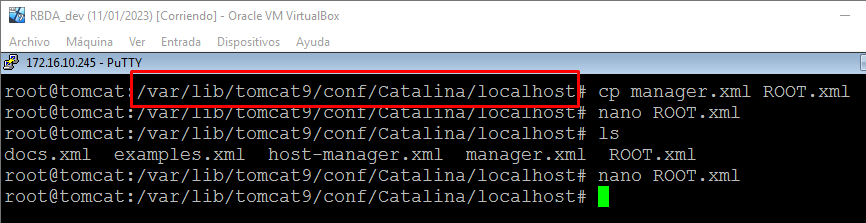 RBDA_dev (11/01/2023) [Corriendo] - Oracle VM VirtualBox
Archivo Máquina Ver Entrada Dispositivos Ayuda
172.16.10.245 - PuTTY
root@tomcat:/var/lib/tomcat9/conf/Catalina/localhost# cp manager.xml ROOT.xml
root@tomcat:/var/lib/tomcat9/conf/Catalina/localhost# nano ROOT.xml
root@tomcat:/var/lib/tomcat9/conf/Catalina/localhost# ls
docs.xml examples.xml host-manager.xml manager.xml ROOT.xml
root@tomcat:/var/lib/tomcat9/conf/Catalina/localhost# nano ROOT.xml
root@tomcat:/var/lib/tomcat9/conf/Catalina/localhost#